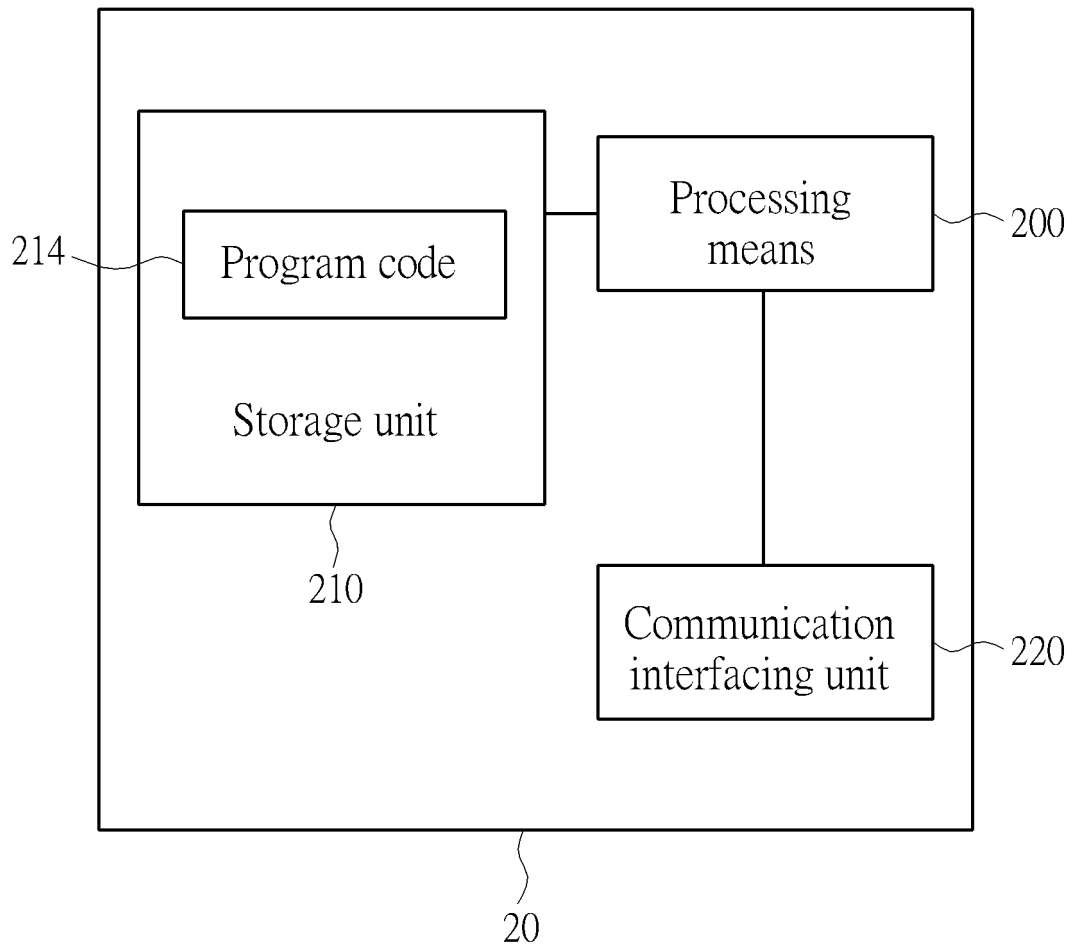 Processing
means
200
214
Program code
Storage unit
210
Communication
interfacing unit
220
20